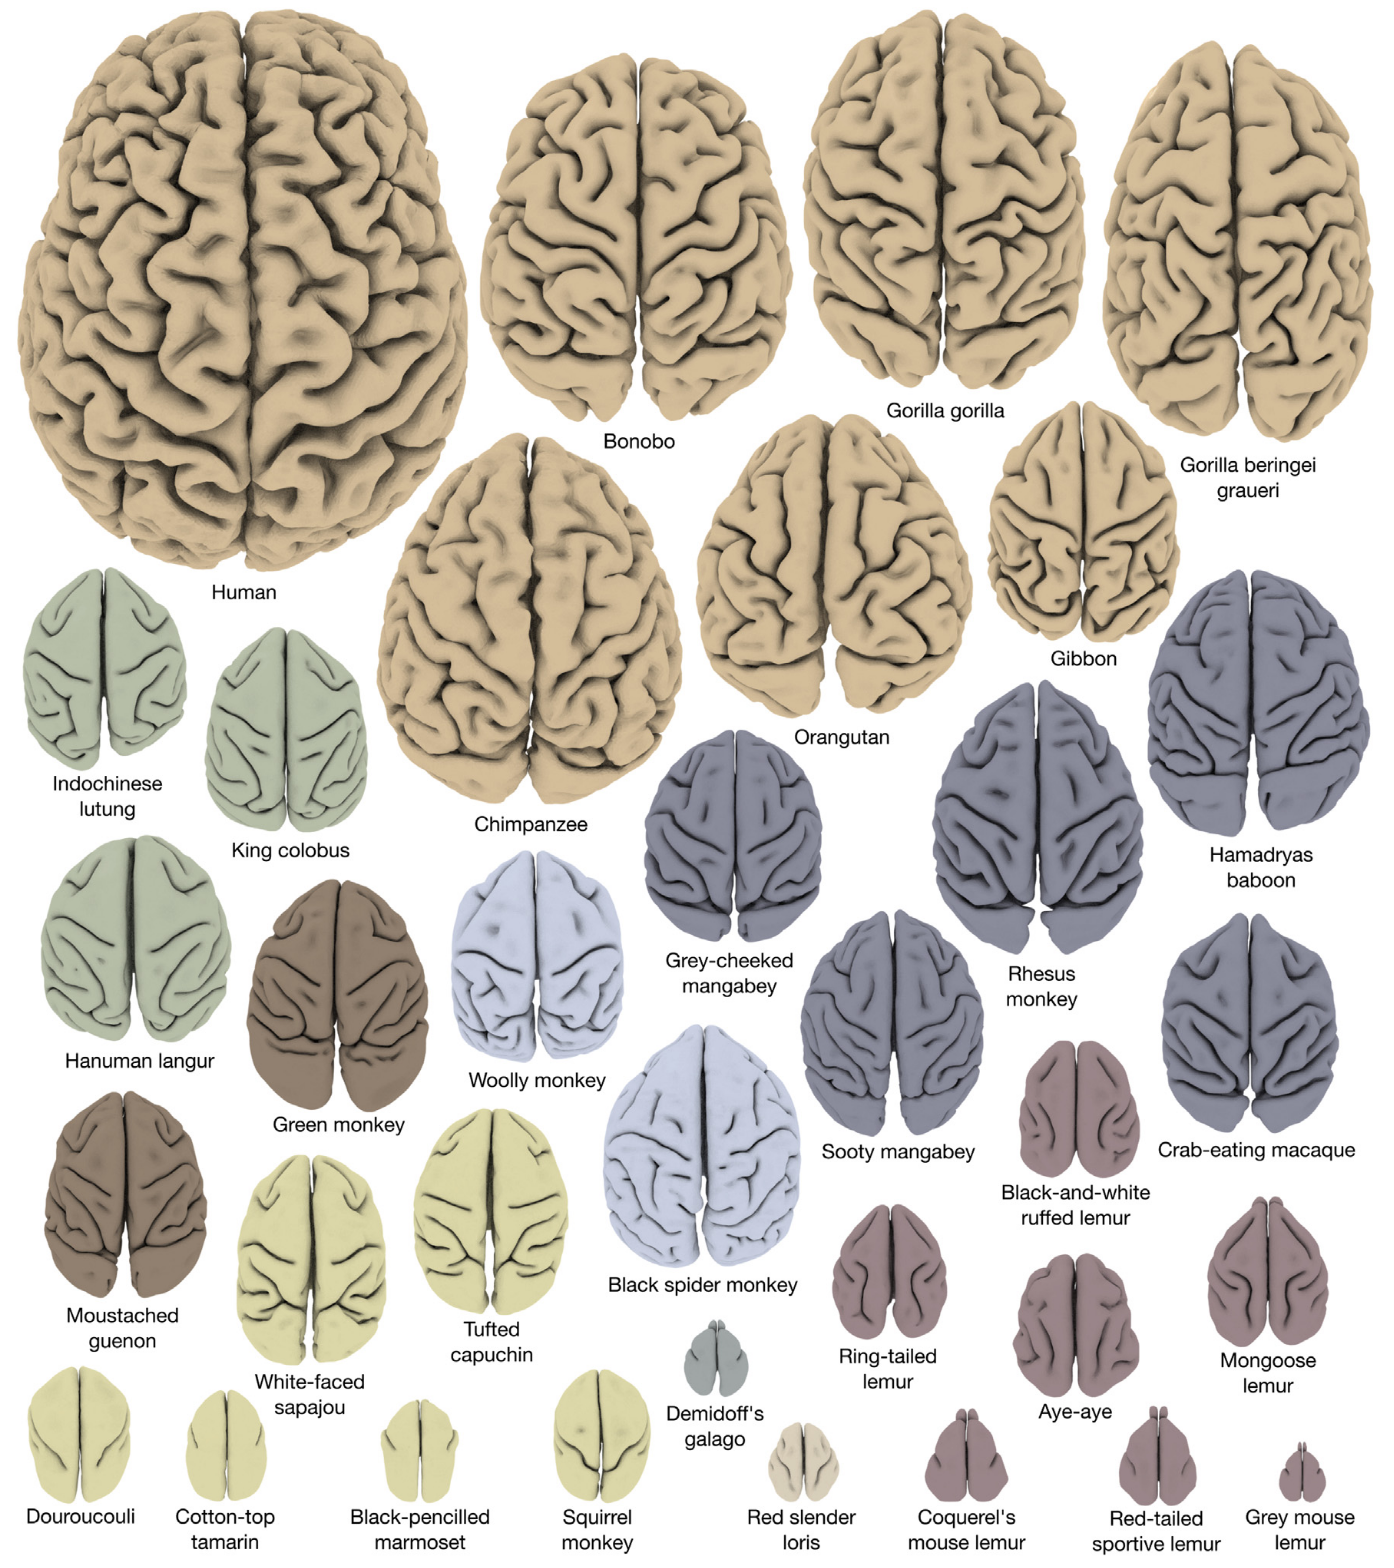 Gorilla gorilla
Bonobo
Gorilla beringei
graueri
Human
Gibbon
Orangutan
Indochinese
lutung
Chimpanzee
King colobus
Hamadryas
baboon
Grey-cheeked
mangabey
Rhesus
monkey
Hanuman langur
Woolly monkey
Green monkey
Sooty mangabey
Crab-eating macaque
Black-and-white
ruffed lemur
Black spider monkey
Moustached
guenon
Tufted
capuchin
Ring-tailed
lemur
Mongoose
lemur
White-faced
sapajou
Aye-aye
Demidoff's
galago
Douroucouli
Cotton-top
tamarin
Black-pencilled
marmoset
Squirrel
monkey
Red slender
loris
Coquerel's
mouse lemur
Red-tailed
sportive lemur
Grey mouse
lemur